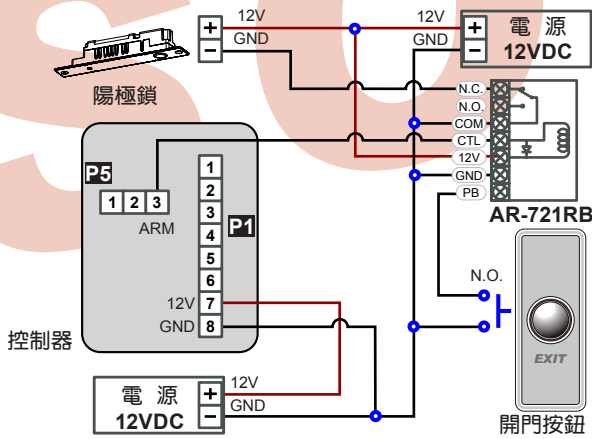 + 12V
− GND
陽極鎖
12V +
GND −
電 源
12VDC
N.C.
N.O.
COM
CTL
12V
GND
PB
AR-721RB
P5
1 2 3
ARM
1
2
3
4
5
6
12V 7
GND 8
P1
控制器
電 源
12VDC
+ 12V
− GND
N.O.
EXIT
開門按鈕